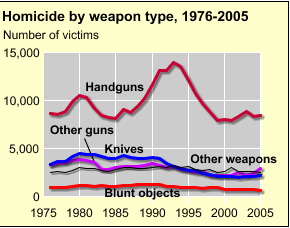 Homicide by weapon type, 1976-2005
Number of victims
15,000
Handguns
10,000
Other guns
5,000
Knives
Other weapons
0
Blunt objects
1975 1980 1985 1990 1995 2000 2005